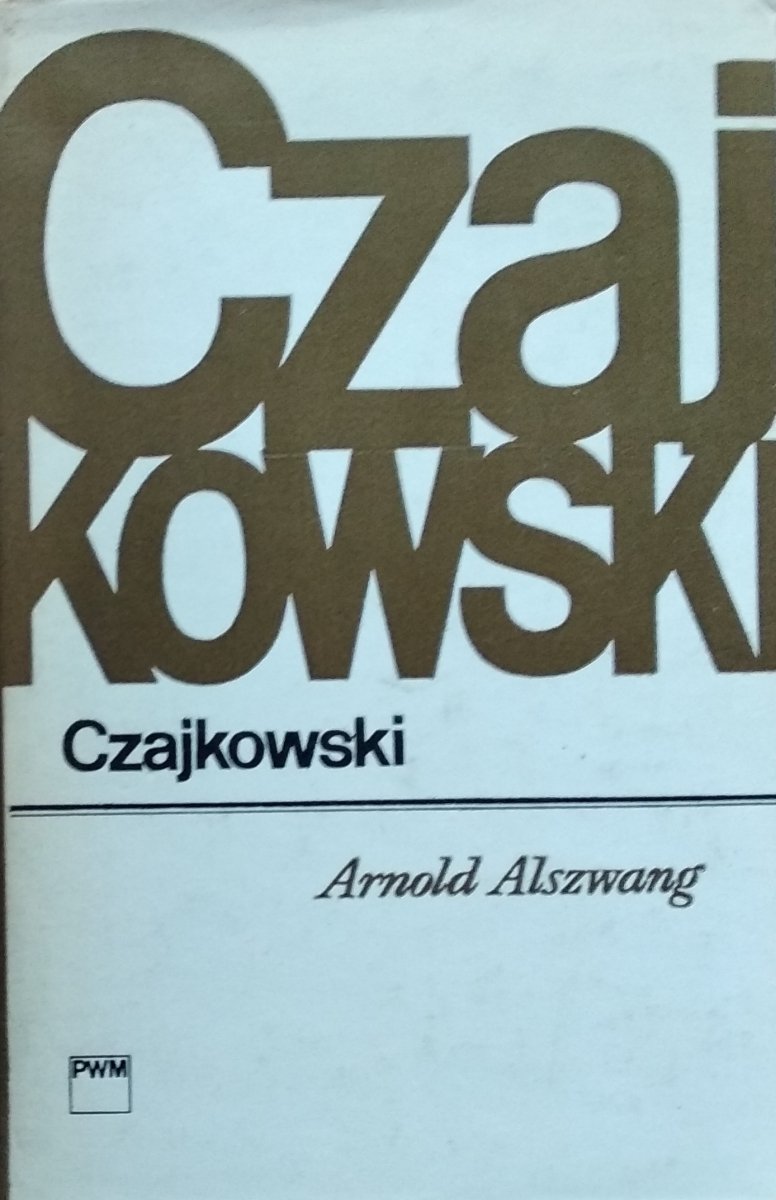 Czaj
kowski
Czajkowski
Arnold Alszwang
PWM